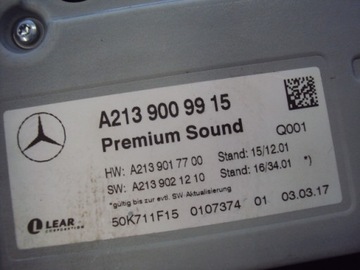 A213 900 99 15
Premium Sound
Q001
HW: A213 901 77 00 Stand: 15/12.01
SW: A213 902 12 10 Stand: 16/34.01 *)
*gültig bis zur evtl. SW-Aktualisierung
LEAR
CORPORATION
50K711F15 0107374 01 03.03.17